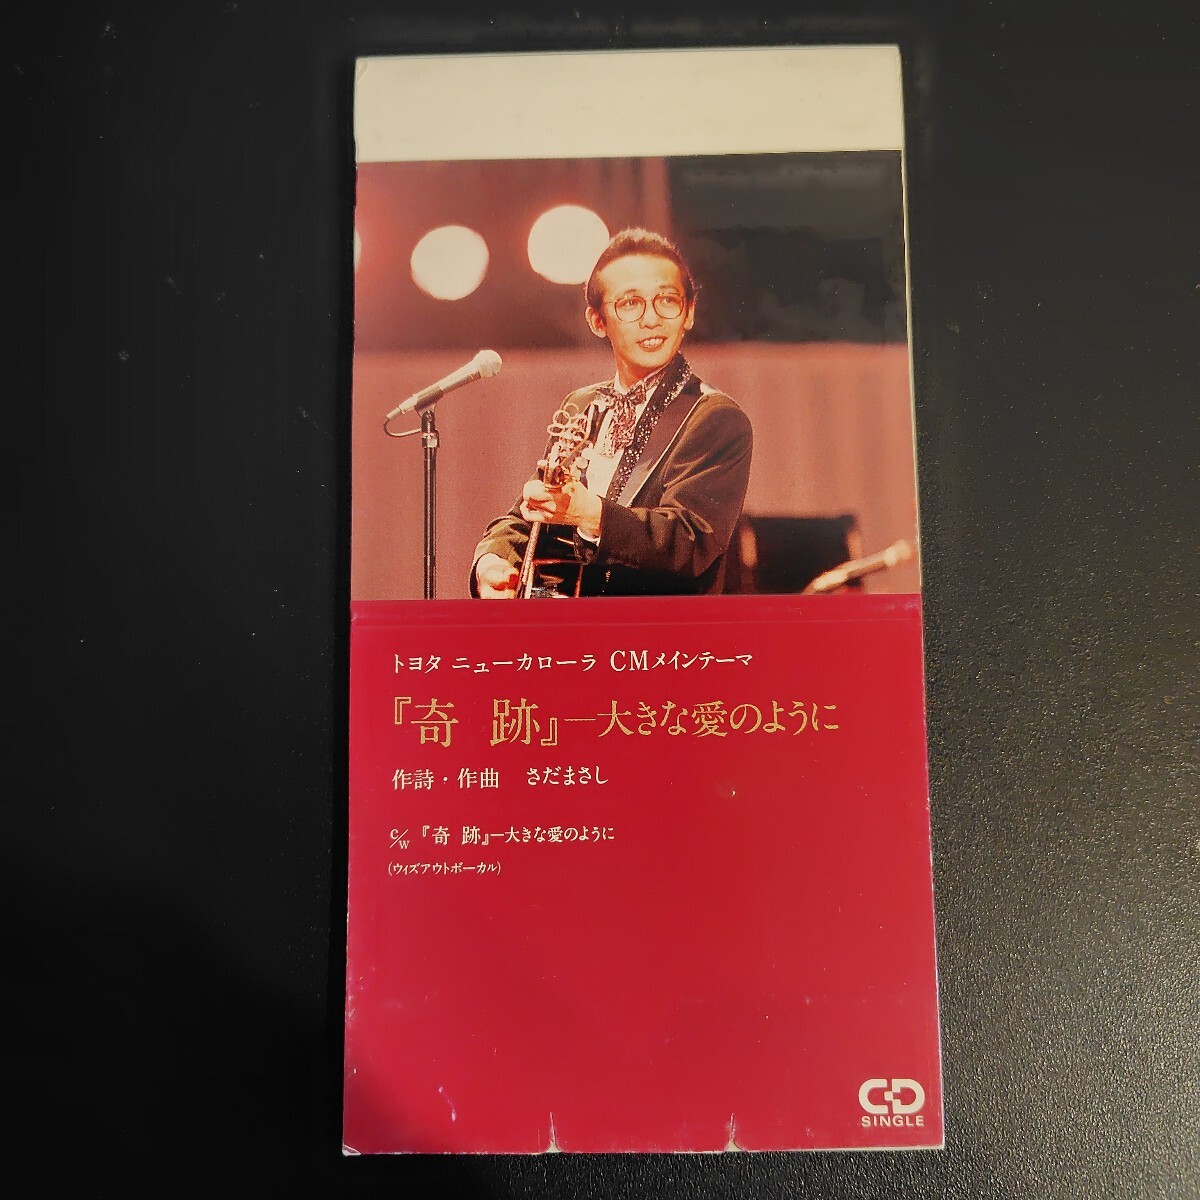 トヨタ ニューカローラ CMメインテーマ
『奇 跡』―大きな愛のように
作詩・作曲 さだまさし
c/w 『奇 跡』―大きな愛のように
(ウィズアウトボーカル)
CD
SINGLE